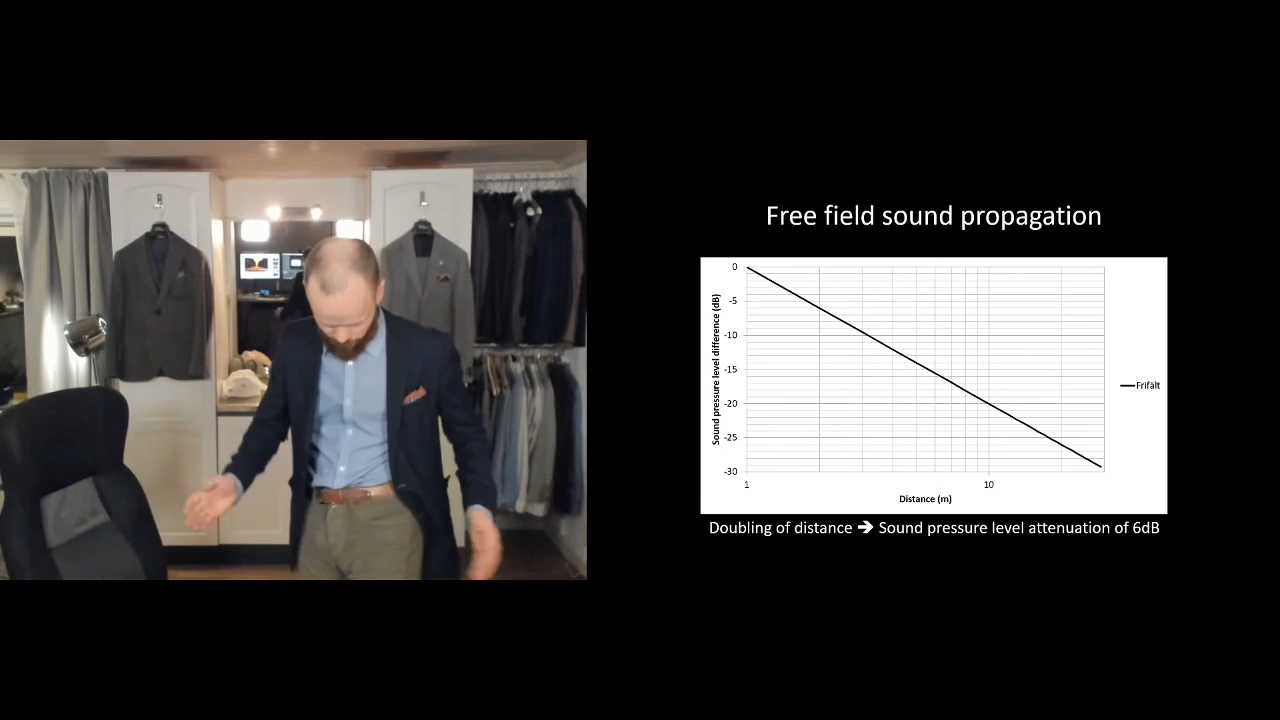 Free field sound propagation
Sound pressure level difference (dB)
0
-5
-10
-15
-20
-25
-30
1
10
Distance (m)
Frifält
Doubling of distance ➔ Sound pressure level attenuation of 6dB